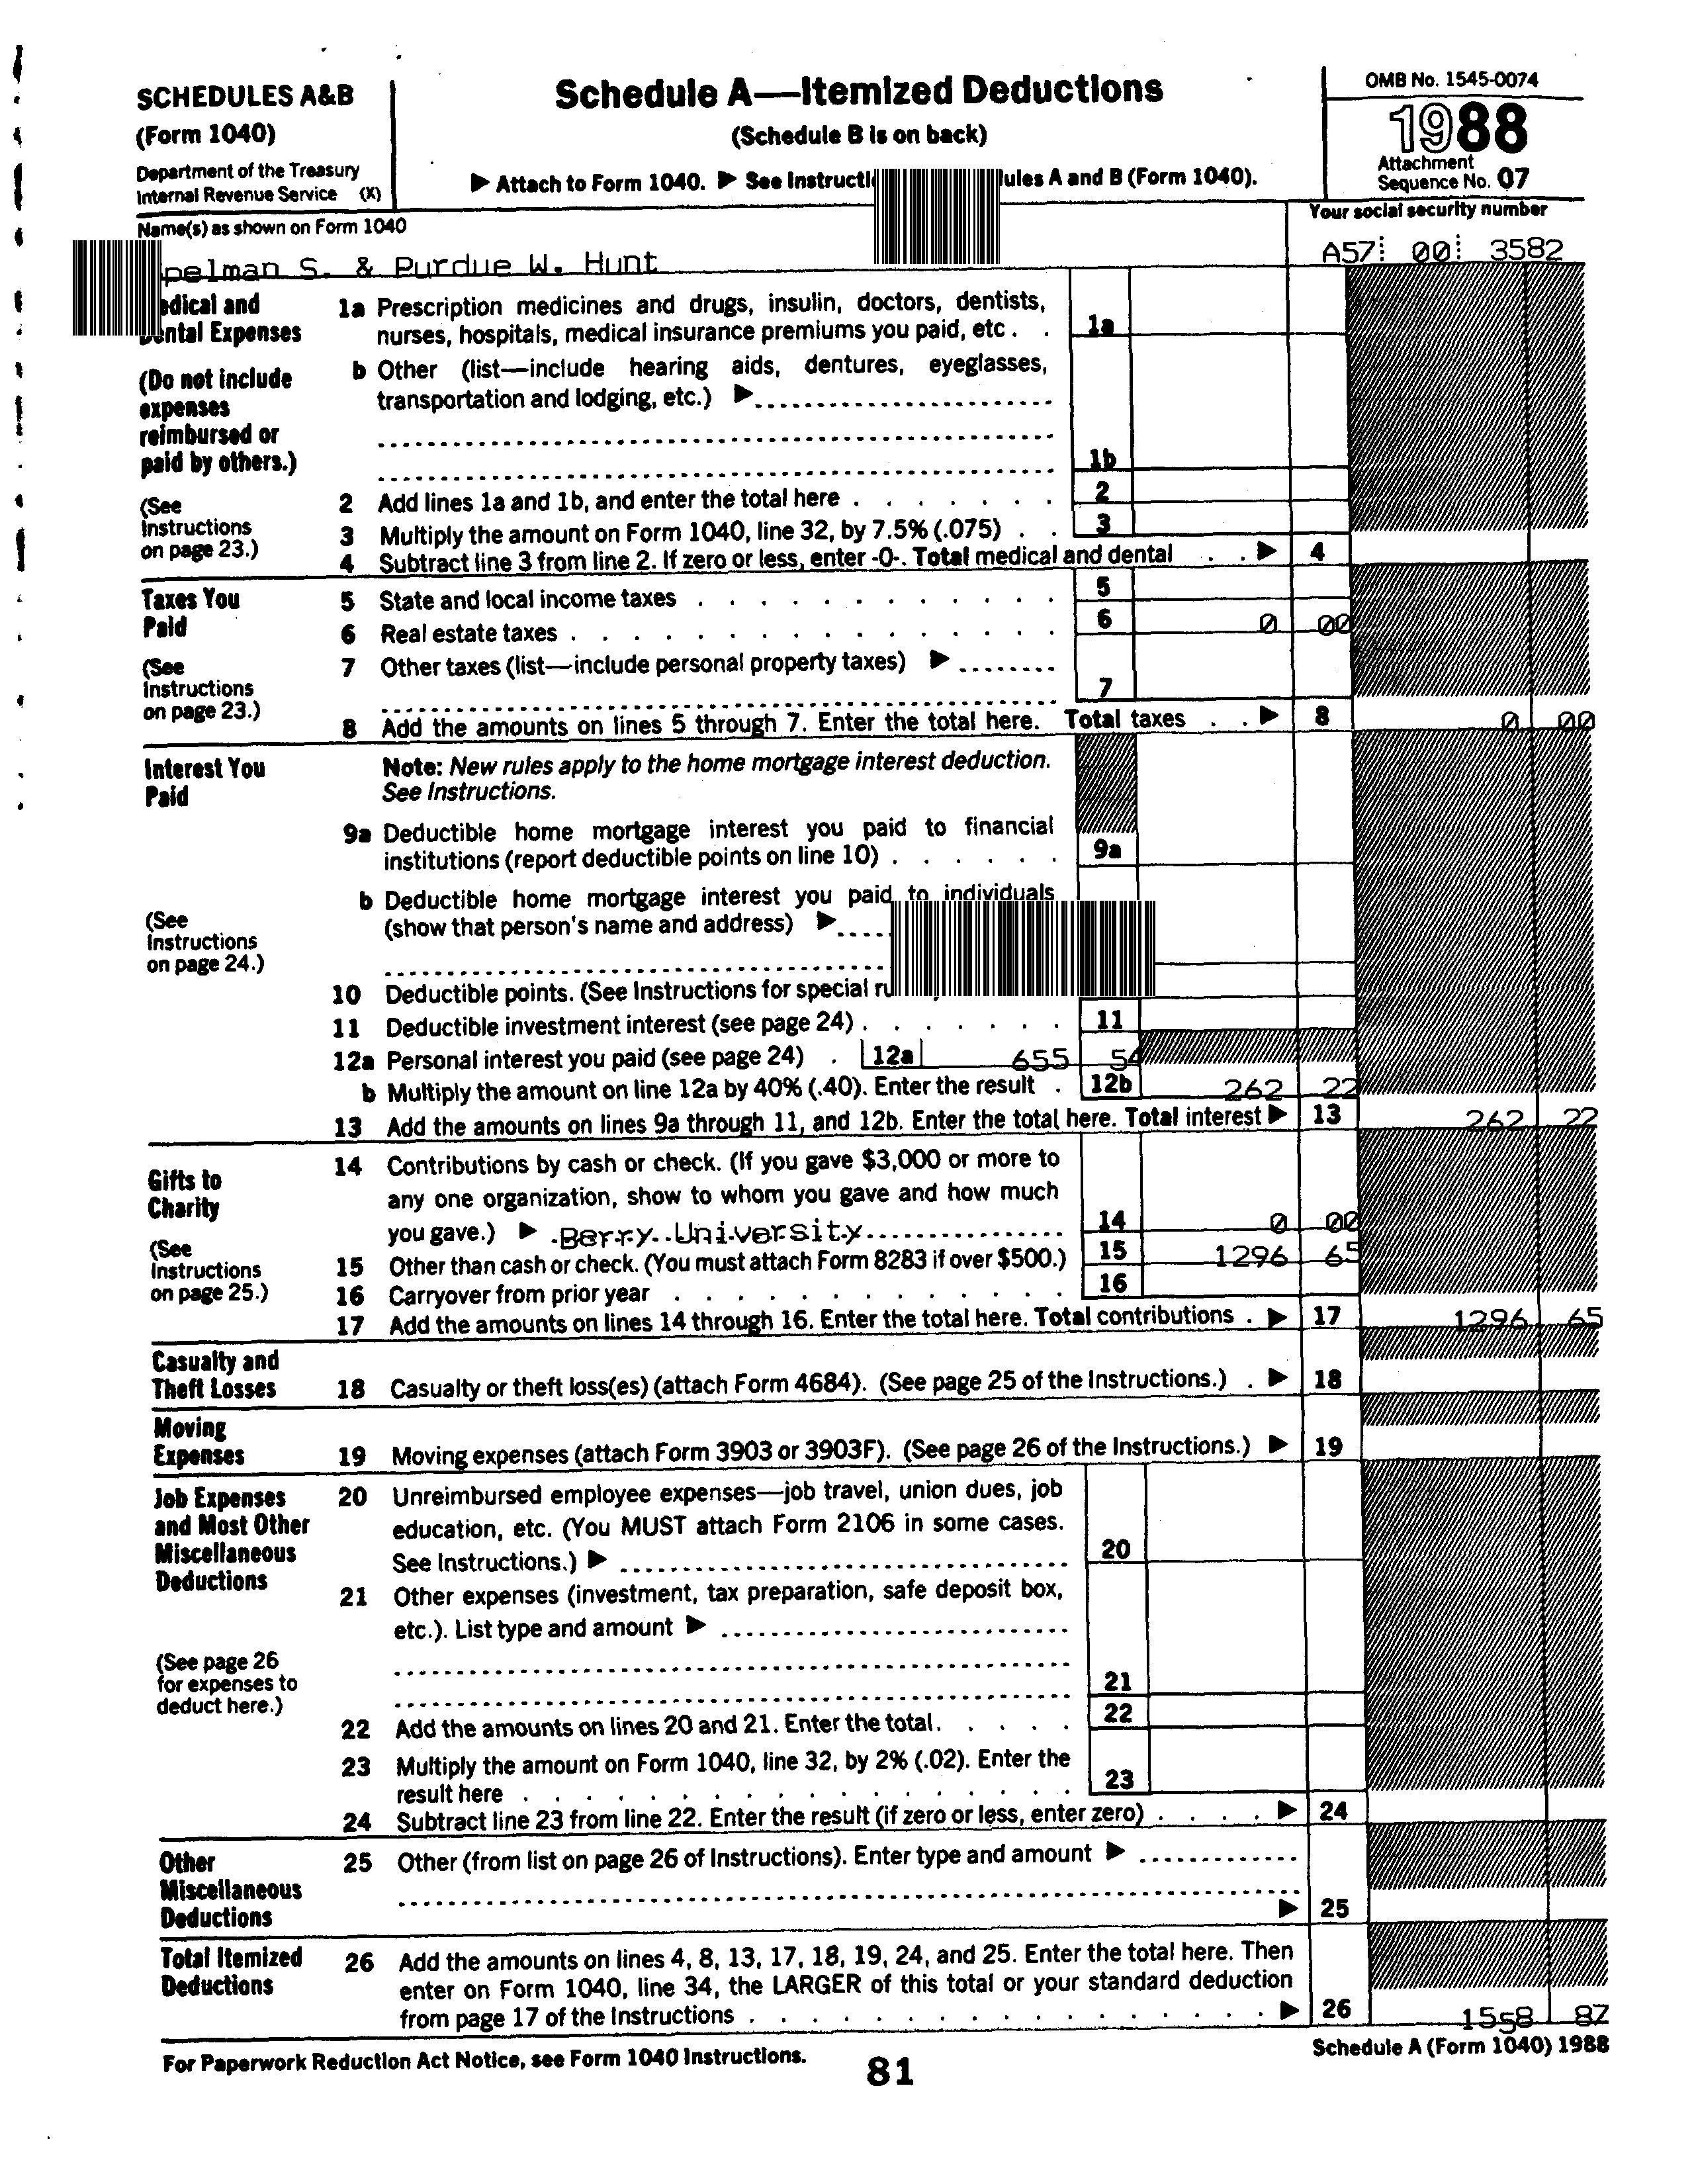 SCHEDULES A&B
(Form 1040)
Department of the Treasury
Internal Revenue Service (X)
Schedule A—Itemized Deductions
(Schedule B is on back)
▶ Attach to Form 1040. ▶ See Instructi ules A and B (Form 1040).
OMB No. 1545-0074
1988
Attachment
Sequence No. 07
Name(s) as shown on Form 1040
pelman S. & Purdue W. Hunt
Your social security number
A57 00 3582
edical and
ental Expenses
(Do not include
expenses
reimbursed or
paid by others.)
(See
Instructions
on page 23.)
1a Prescription medicines and drugs, insulin, doctors, dentists,
nurses, hospitals, medical insurance premiums you paid, etc . . 1a
b Other (list—include hearing aids, dentures, eyeglasses,
transportation and lodging, etc.) ▶
1b
2 Add lines 1a and 1b, and enter the total here . . . . . . . 2
3 Multiply the amount on Form 1040, line 32, by 7.5% (.075) . . 3
4 Subtract line 3 from line 2. If zero or less, enter -0-. Total medical and dental . . ▶ 4
Taxes You
Paid
(See
Instructions
on page 23.)
5 State and local income taxes . . . . . . . . . . . . 5
6 Real estate taxes . . . . . . . . . . . . . . . . 6 0 00
7 Other taxes (list—include personal property taxes) ▶
7
8 Add the amounts on lines 5 through 7. Enter the total here. Total taxes . . ▶ 8 0 00
Interest You
Paid
(See
Instructions
on page 24.)
Note: New rules apply to the home mortgage interest deduction.
See Instructions.
9a Deductible home mortgage interest you paid to financial
institutions (report deductible points on line 10) . . . . . . 9a
b Deductible home mortgage interest you paid to individuals
(show that person's name and address) ▶
10 Deductible points. (See Instructions for special ru
11 Deductible investment interest (see page 24) . . . . . . . 11
12a Personal interest you paid (see page 24) . 12a 655 54
b Multiply the amount on line 12a by 40% (.40). Enter the result . 12b 262 22
13 Add the amounts on lines 9a through 11, and 12b. Enter the total here. Total interest ▶ 13 262 22
Gifts to
Charity
(See
Instructions
on page 25.)
14 Contributions by cash or check. (If you gave $3,000 or more to
any one organization, show to whom you gave and how much
you gave.) ▶ Berry University 14 0 00
15 Other than cash or check. (You must attach Form 8283 if over $500.) 15 1296 65
16 Carryover from prior year . . . . . . . . . . . . . 16
17 Add the amounts on lines 14 through 16. Enter the total here. Total contributions . ▶ 17 1296 65
Casualty and
Theft Losses
18 Casualty or theft loss(es) (attach Form 4684). (See page 25 of the Instructions.) . ▶ 18
Moving
Expenses
19 Moving expenses (attach Form 3903 or 3903F). (See page 26 of the Instructions.) ▶ 19
Job Expenses
and Most Other
Miscellaneous
Deductions
(See page 26
for expenses to
deduct here.)
20 Unreimbursed employee expenses—job travel, union dues, job
education, etc. (You MUST attach Form 2106 in some cases.
See Instructions.) ▶ 20
21 Other expenses (investment, tax preparation, safe deposit box,
etc.). List type and amount ▶
21
22 Add the amounts on lines 20 and 21. Enter the total. . . . . 22
23 Multiply the amount on Form 1040, line 32, by 2% (.02). Enter the
result here . . . . . . . . . . . . . . . . . . 23
24 Subtract line 23 from line 22. Enter the result (if zero or less, enter zero) . . . . ▶ 24
Other
Miscellaneous
Deductions
25 Other (from list on page 26 of Instructions). Enter type and amount ▶
▶ 25
Total Itemized
Deductions
26 Add the amounts on lines 4, 8, 13, 17, 18, 19, 24, and 25. Enter the total here. Then
enter on Form 1040, line 34, the LARGER of this total or your standard deduction
from page 17 of the Instructions . . . . . . . . . . . . . . . . ▶ 26 1558 87
For Paperwork Reduction Act Notice, see Form 1040 Instructions.
81
Schedule A (Form 1040) 1988